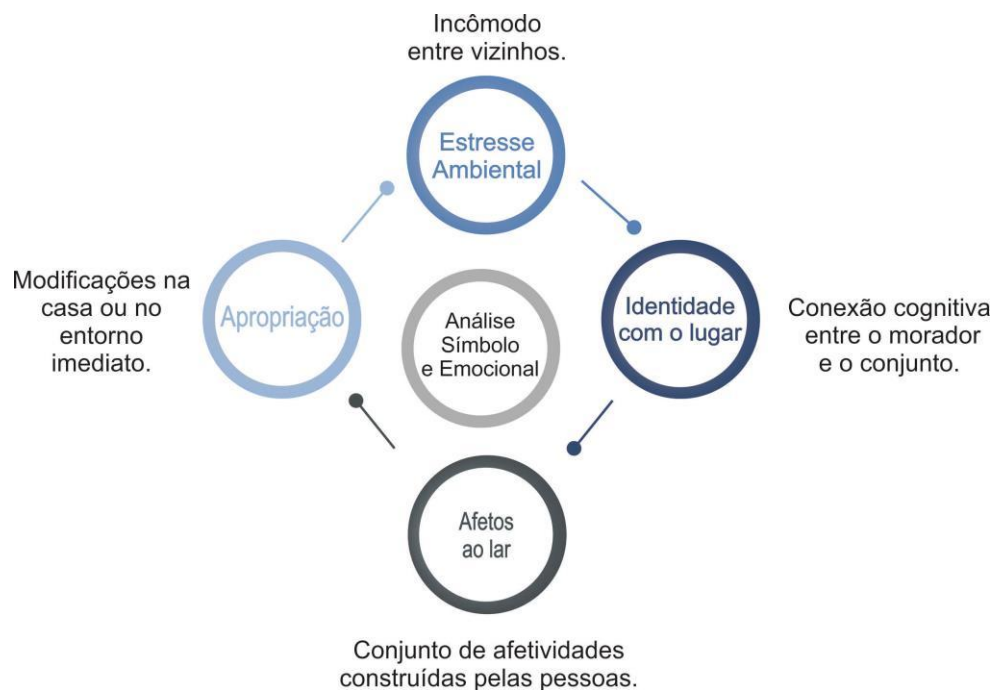 Incômodo
entre vizinhos.
Estresse
Ambiental
Modificações na
casa ou no
entorno
imediato.
Apropriação
Análise
Símbolo
e Emocional
Identidade
com o lugar
Conexão cognitiva
entre o morador
e o conjunto.
Afetos
ao lar
Conjunto de afetividades
construídas pelas pessoas.